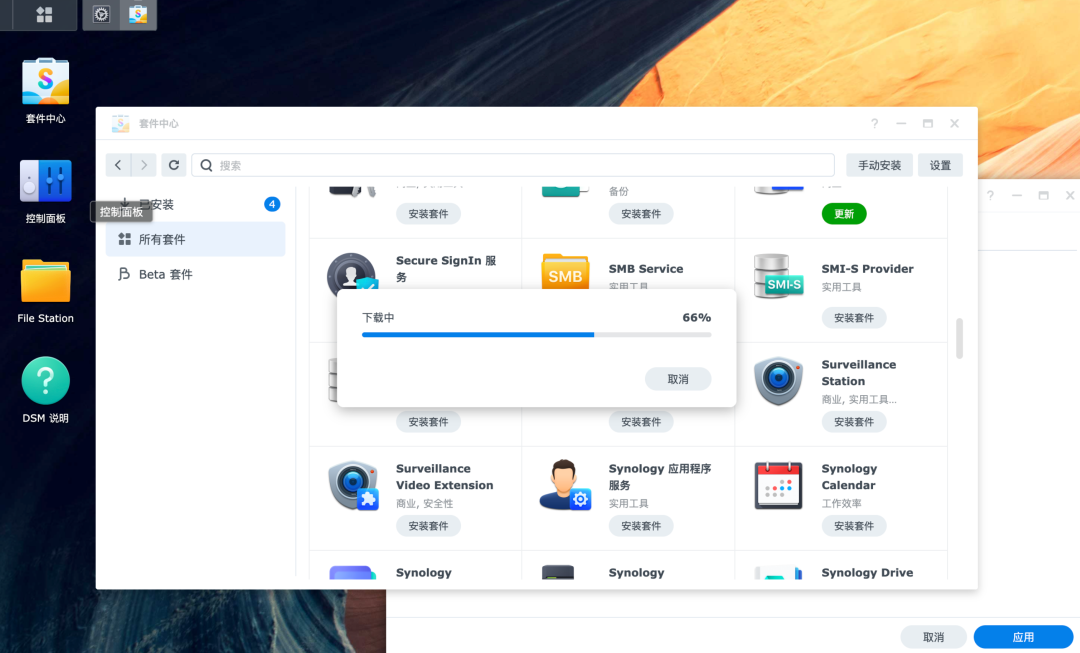 套件中心
控制面板
File Station
DSM 说明
控制面板
套件中心
搜索
手动安装
设置
已安装
4
所有套件
Beta 套件
安装套件
备份
安装套件
更新
Secure SignIn 服
务
SMB
SMB Service
实用工具
SMI-S
SMI-S Provider
实用工具
安装套件
下载中
66%
取消
安装套件
安装套件
Surveillance
Station
商业, 实用工具...
安装套件
Surveillance
Video Extension
商业, 安全性
安装套件
Synology 应用程序
服务
实用工具
安装套件
Synology
Calendar
工作效率
安装套件
Synology
Synology
Synology Drive
取消
应用